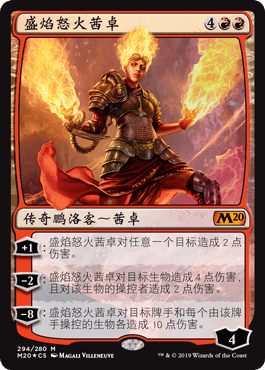 盛焰怒火茜卓 4
传奇鹏洛客~茜卓 M20
+1 :盛焰怒火茜卓对任意一个目标造成2点
伤害。
-2 :盛焰怒火茜卓对目标生物造成4点伤害,
且对该生物的操控者造成2点伤害。
-8 :盛焰怒火茜卓对目标牌手和每个由该牌
手操控的生物各造成10点伤害。
4
294/280 M
M20★CS MAGALI VILLENEUVE
™ & © 2019 Wizards of the Coast